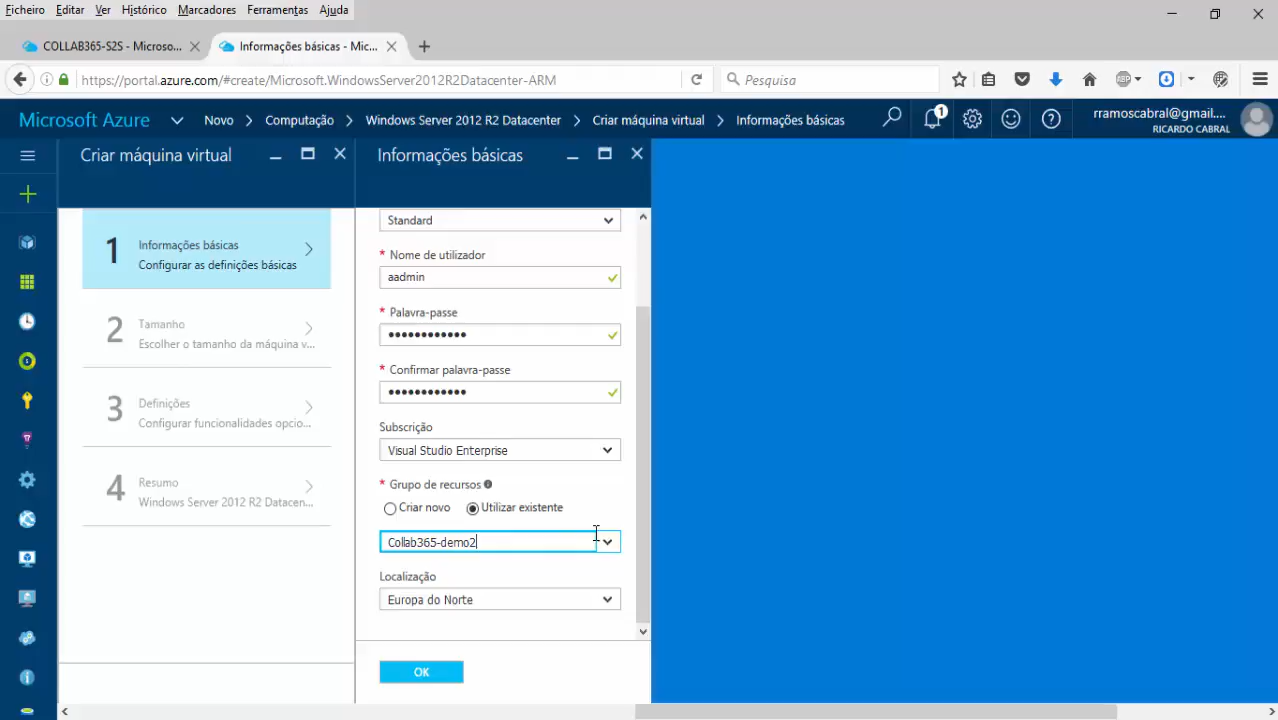 Ficheiro Editar Ver Histórico Marcadores Ferramentas Ajuda
COLLAB365-S2S - Microso...
Informações básicas - Mic...
https://portal.azure.com/#create/Microsoft.WindowsServer2012R2Datacenter-ARM
Pesquisa
ABP
Microsoft Azure
Novo
Computação
Windows Server 2012 R2 Datacenter
Criar máquina virtual
Informações básicas
1
rramoscabral@gmail....
RICARDO CABRAL
Criar máquina virtual
1
Informações básicas
Configurar as definições básicas
2
Tamanho
Escolher o tamanho da máquina v...
3
Definições
Configurar funcionalidades opcio...
4
Resumo
Windows Server 2012 R2 Datacen...
Informações básicas
Standard
* Nome de utilizador
aadmin
* Palavra-passe
••••••••••••
* Confirmar palavra-passe
••••••••••••
Subscrição
Visual Studio Enterprise
* Grupo de recursos
Criar novo Utilizar existente
Collab365-demo2
Localização
Europa do Norte
OK